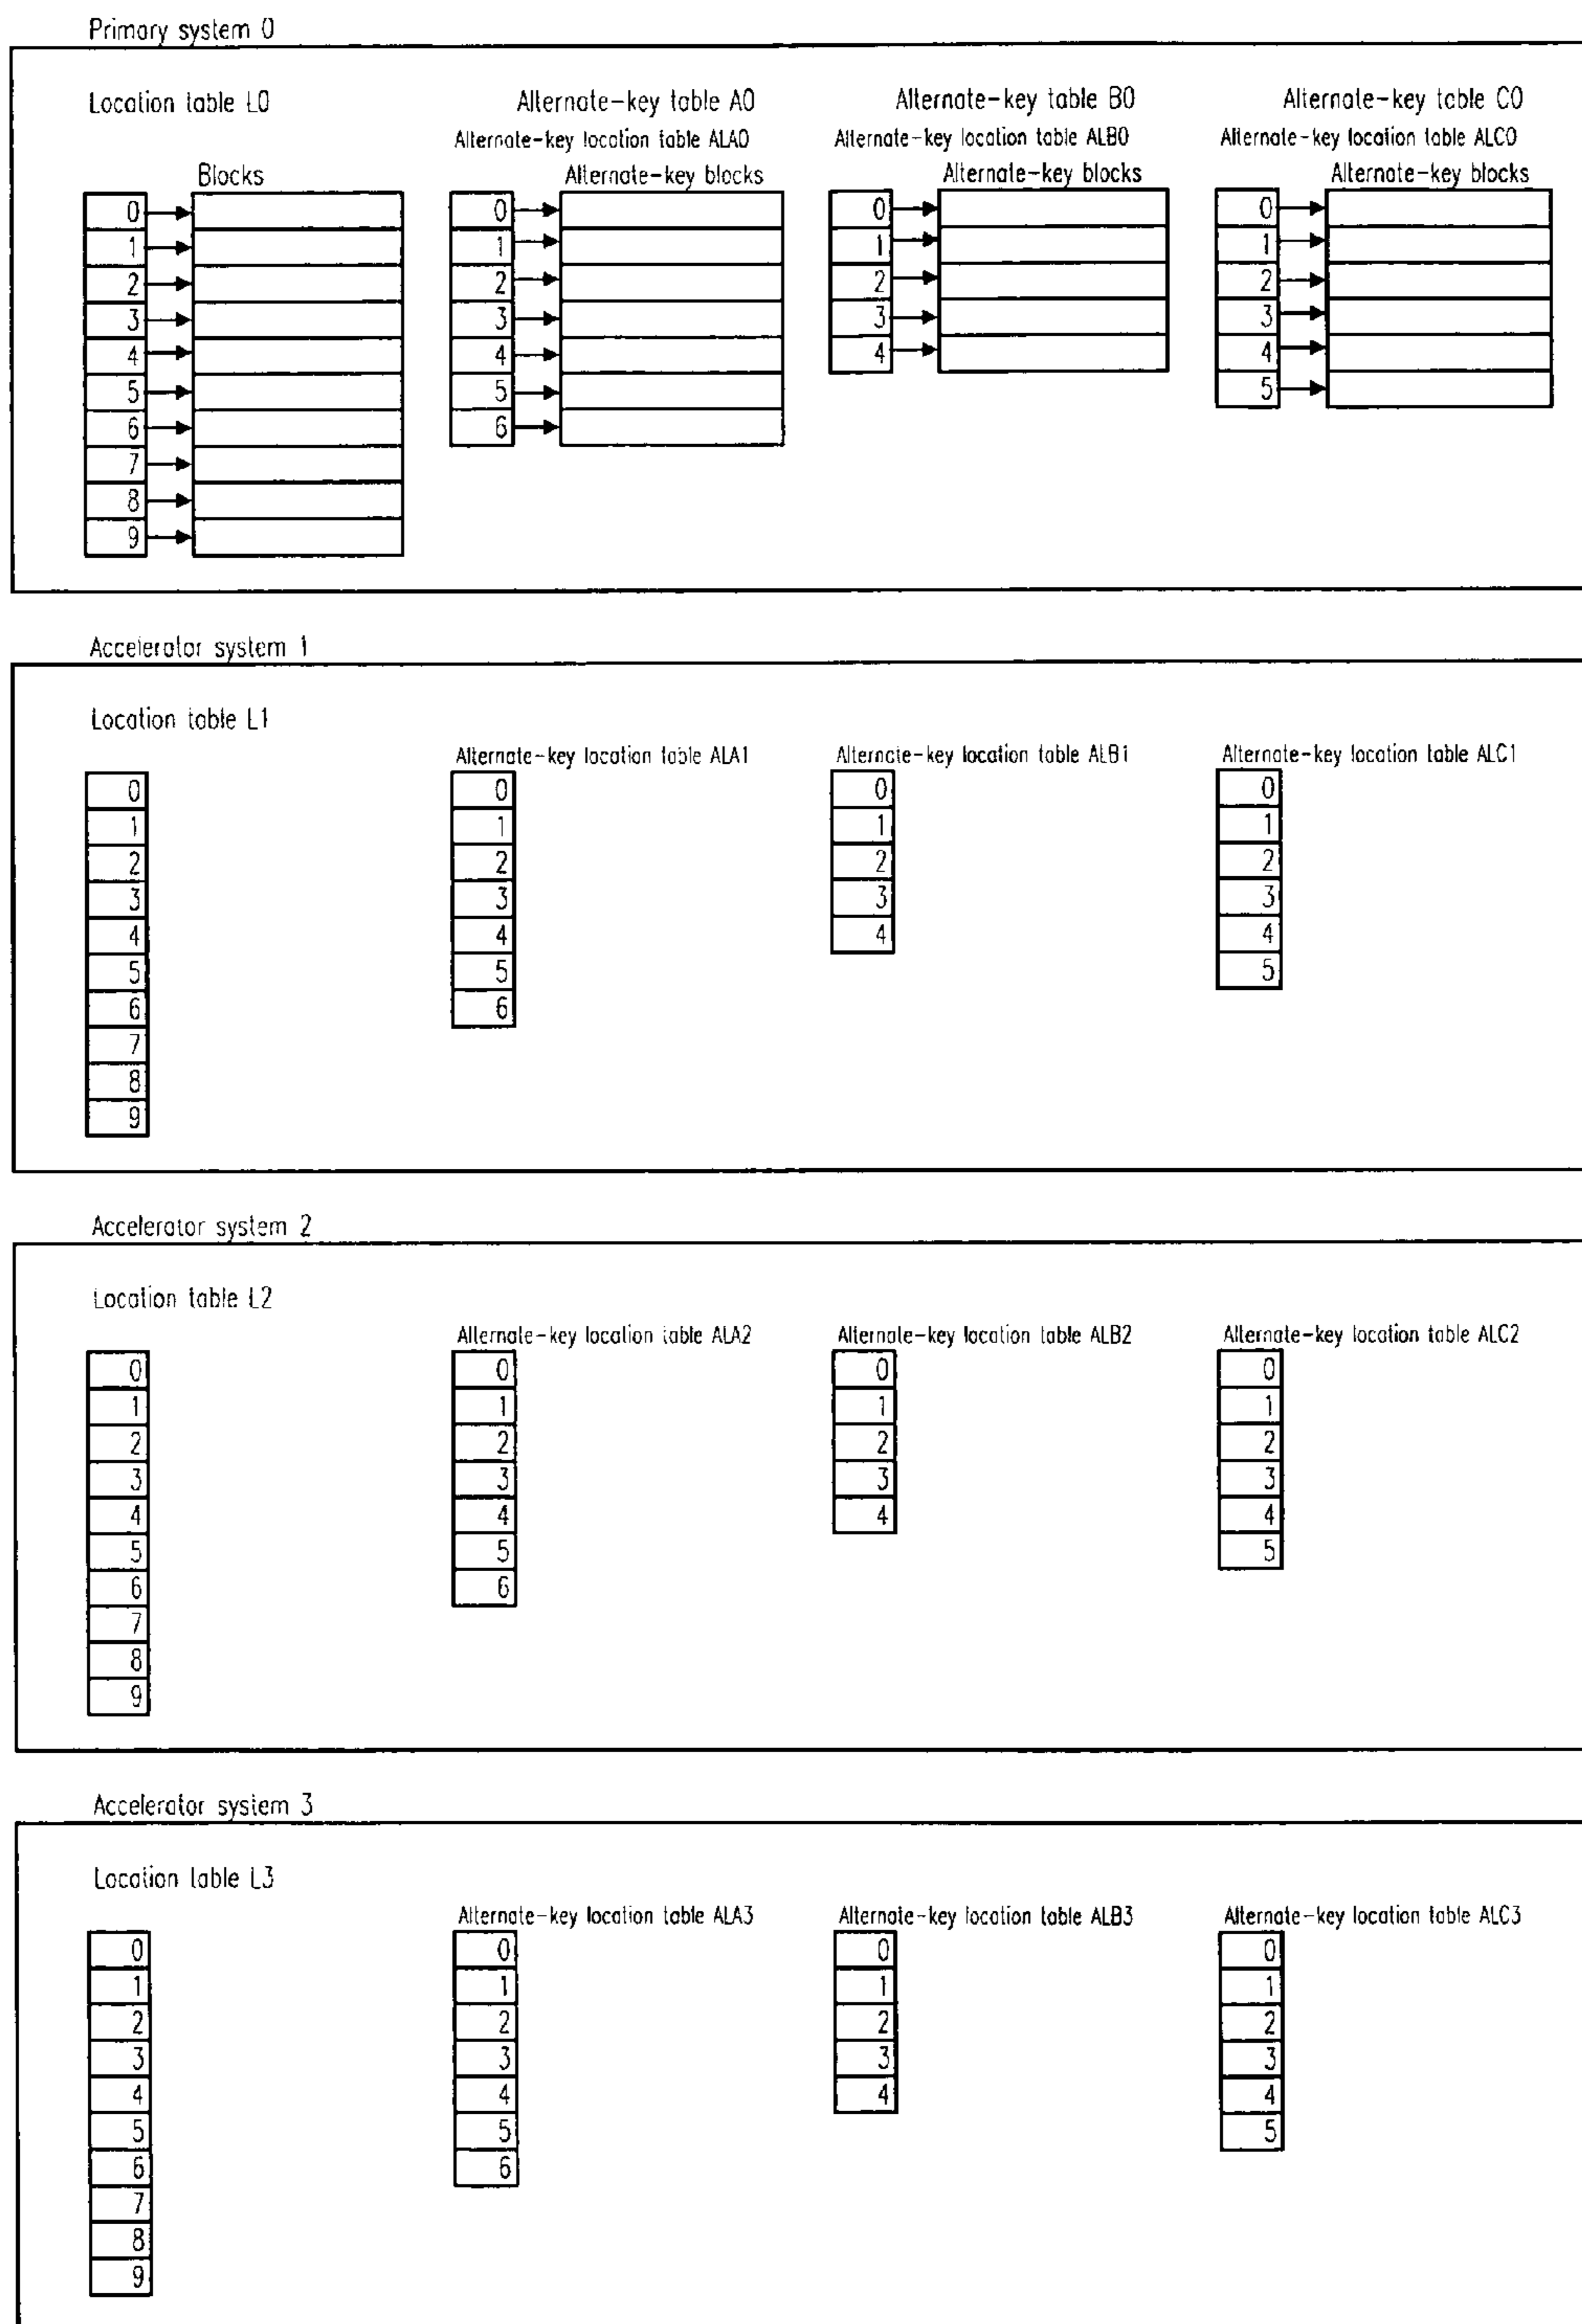 Primary system 0
Location table L0
Alternate-key table A0
Alternate-key table B0
Alternate-key table C0
Alternate-key location table ALA0
Alternate-key location table ALB0
Alternate-key location table ALC0
Blocks
Alternate-key blocks
Alternate-key blocks
Alternate-key blocks
0 0 0 0
1 1 1 1
2 2 2 2
3 3 3 3
4 4 4 4
5 5 5
6 6
7
8
9
Accelerator system 1
Location table L1
Alternate-key location table ALA1
Alternate-key location table ALB1
Alternate-key location table ALC1
0 0 0 0
1 1 1 1
2 2 2 2
3 3 3 3
4 4 4 4
5 5 5
6 6
7
8
9
Accelerator system 2
Location table L2
Alternate-key location table ALA2
Alternate-key location table ALB2
Alternate-key location table ALC2
0 0 0 0
1 1 1 1
2 2 2 2
3 3 3 3
4 4 4 4
5 5 5
6 6
7
8
9
Accelerator system 3
Location table L3
Alternate-key location table ALA3
Alternate-key location table ALB3
Alternate-key location table ALC3
0 0 0 0
1 1 1 1
2 2 2 2
3 3 3 3
4 4 4 4
5 5 5
6 6
7
8
9